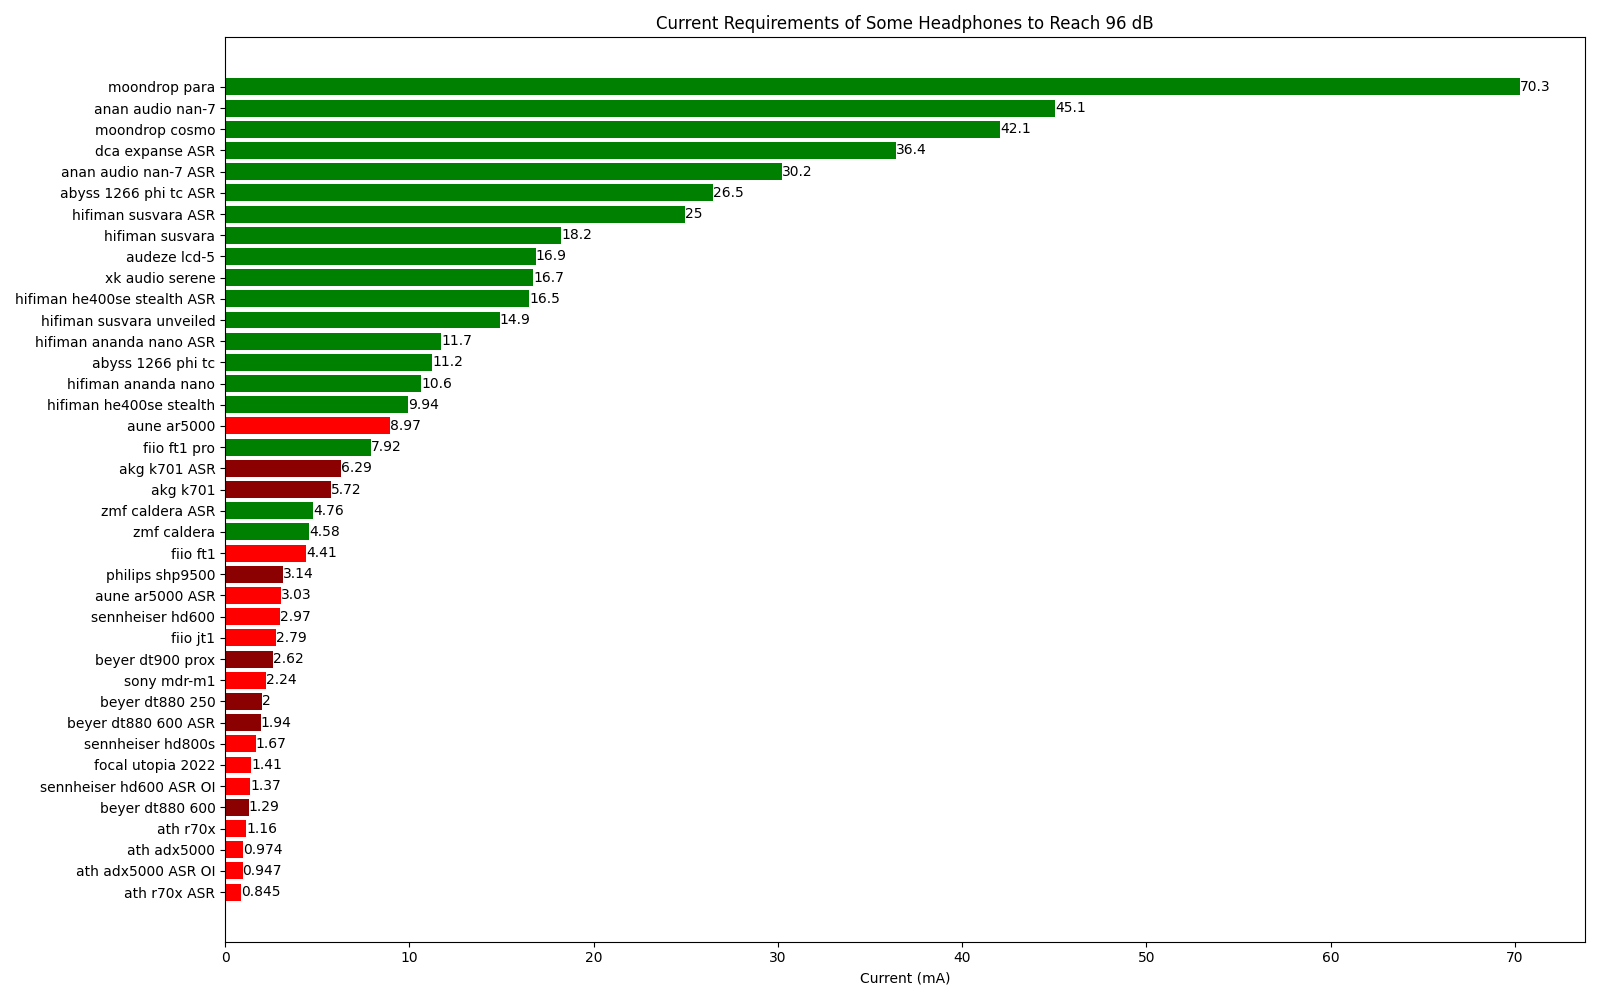 Current Requirements of Some Headphones to Reach 96 dB
moondrop para 70.3
anan audio nan-7 45.1
moondrop cosmo 42.1
dca expanse ASR 36.4
anan audio nan-7 ASR 30.2
abyss 1266 phi tc ASR 26.5
hifiman susvara ASR 25
hifiman susvara 18.2
audeze lcd-5 16.9
xk audio serene 16.7
hifiman he400se stealth ASR 16.5
hifiman susvara unveiled 14.9
hifiman ananda nano ASR 11.7
abyss 1266 phi tc 11.2
hifiman ananda nano 10.6
hifiman he400se stealth 9.94
aune ar5000 8.97
fiio ft1 pro 7.92
akg k701 ASR 6.29
akg k701 5.72
zmf caldera ASR 4.76
zmf caldera 4.58
fiio ft1 4.41
philips shp9500 3.14
aune ar5000 ASR 3.03
sennheiser hd600 2.97
fiio jt1 2.79
beyer dt900 prox 2.62
sony mdr-m1 2.24
beyer dt880 250 2
beyer dt880 600 ASR 1.94
sennheiser hd800s 1.67
focal utopia 2022 1.41
sennheiser hd600 ASR OI 1.37
beyer dt880 600 1.29
ath r70x 1.16
ath adx5000 0.974
ath adx5000 ASR OI 0.947
ath r70x ASR 0.845
0 10 20 30 40 50 60 70
Current (mA)